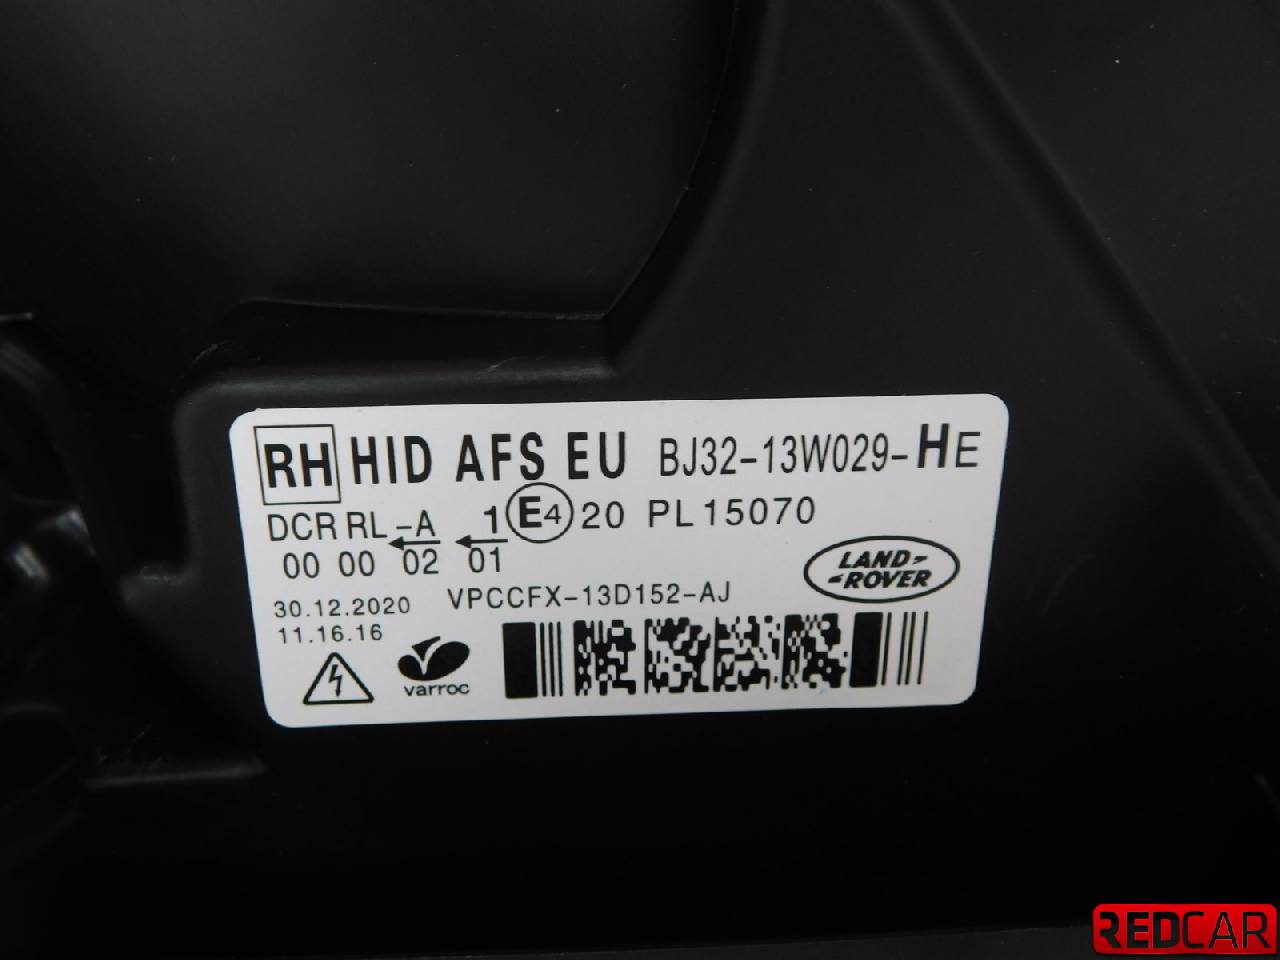 RH HID AFS EU BJ32-13W029-HE
DCR RL -A 1 E4 20 PL15070
00 00 02 01
LAND
ROVER
30.12.2020 VPCCFX-13D152-AJ
11.16.16
varroc
REDCAR